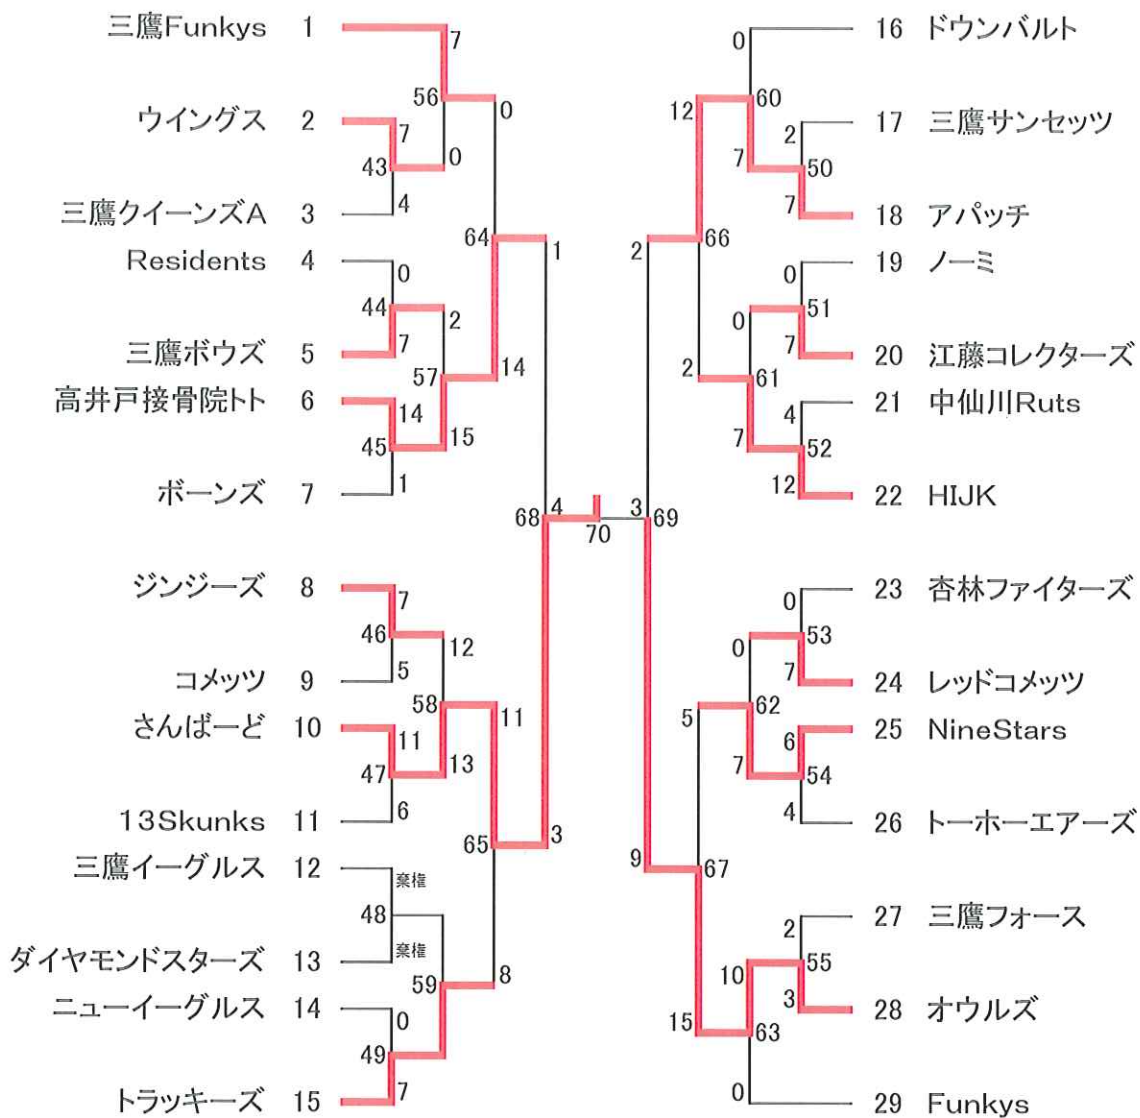 三鷹Funkys 1
7
56
0
ウイングス 2
7
43
0
三鷹クイーンズA 3
4
64
1
Residents 4
0
44
2
三鷹ボウズ 5
7
57
14
高井戸接骨院トト 6
14
45
15
ボーンズ 7
1
68
4
70
ジンジーズ 8
7
46
12
コメッツ 9
5
58
11
さんばーど 10
11
47
13
13Skunks 11
6
65
3
三鷹イーグルス 12
棄権
48
ダイヤモンドスターズ 13
棄権
59
8
ニューイーグルス 14
0
49
トラッキーズ 15
7
16 ドウンバルト
0
12
60
17 三鷹サンセッツ
2
7
50
18 アパッチ
7
2
66
19 ノーミ
0
0
51
20 江藤コレクターズ
7
2
61
21 中仙川Ruts
4
7
52
22 HIJK
12
3
69
23 杏林ファイターズ
0
0
53
24 レッドコメッツ
7
5
62
25 NineStars
6
7
54
26 トーホーエアーズ
4
9
67
27 三鷹フォース
2
10
55
28 オウルズ
3
15
63
29 Funkys
0